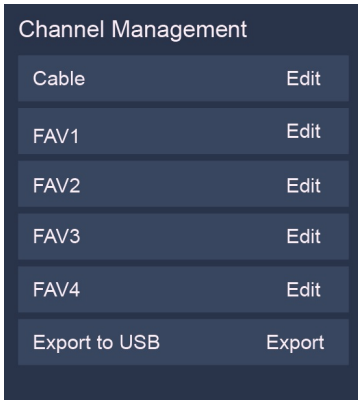 Channel Management
Cable Edit
FAV1 Edit
FAV2 Edit
FAV3 Edit
FAV4 Edit
Export to USB Export